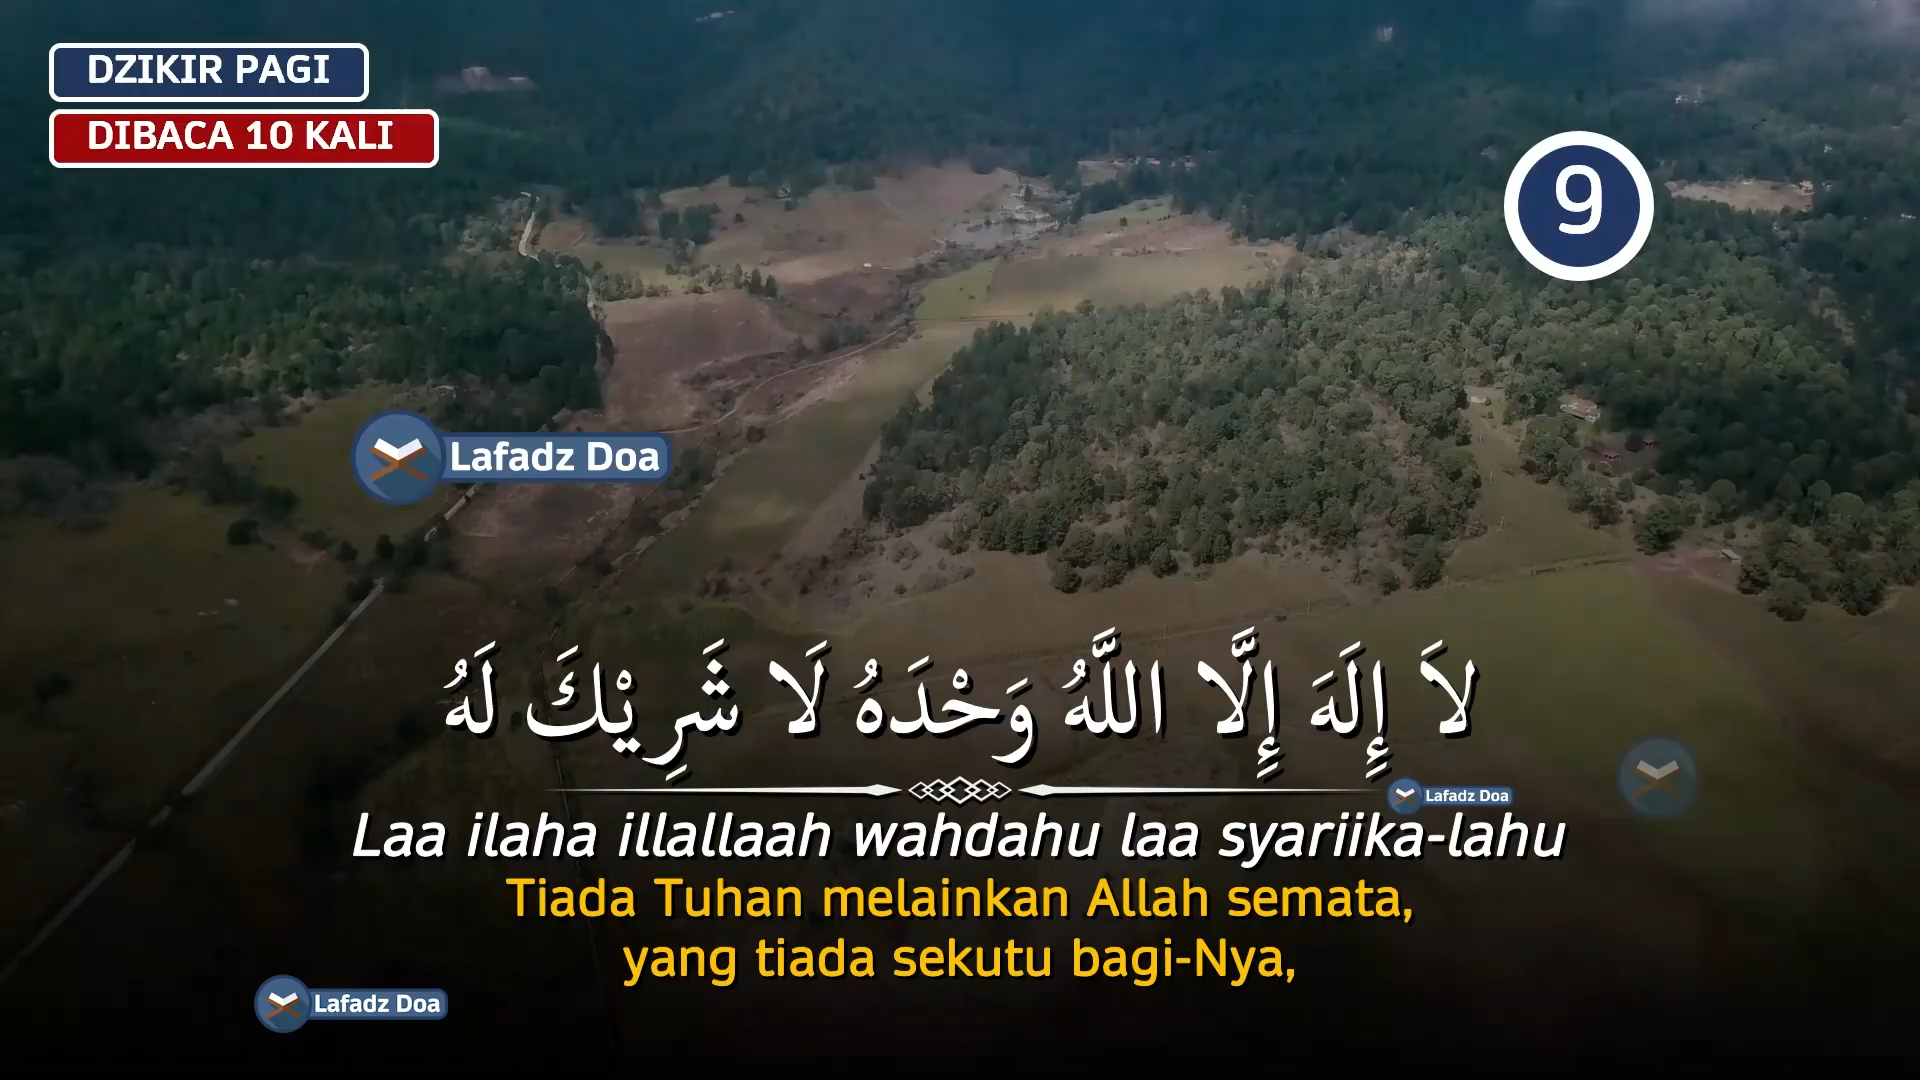 DZIKIR PAGI
DIBACA 10 KALI
9
Lafadz Doa
لاَ إِلَهَ إِلَّا اللَّهُ وَحْدَهُ لَا شَرِيْكَ لَهُ
Lafadz Doa
Laa ilaha illallaah wahdahu laa syariika-lahu
Tiada Tuhan melainkan Allah semata,
yang tiada sekutu bagi-Nya,
Lafadz Doa